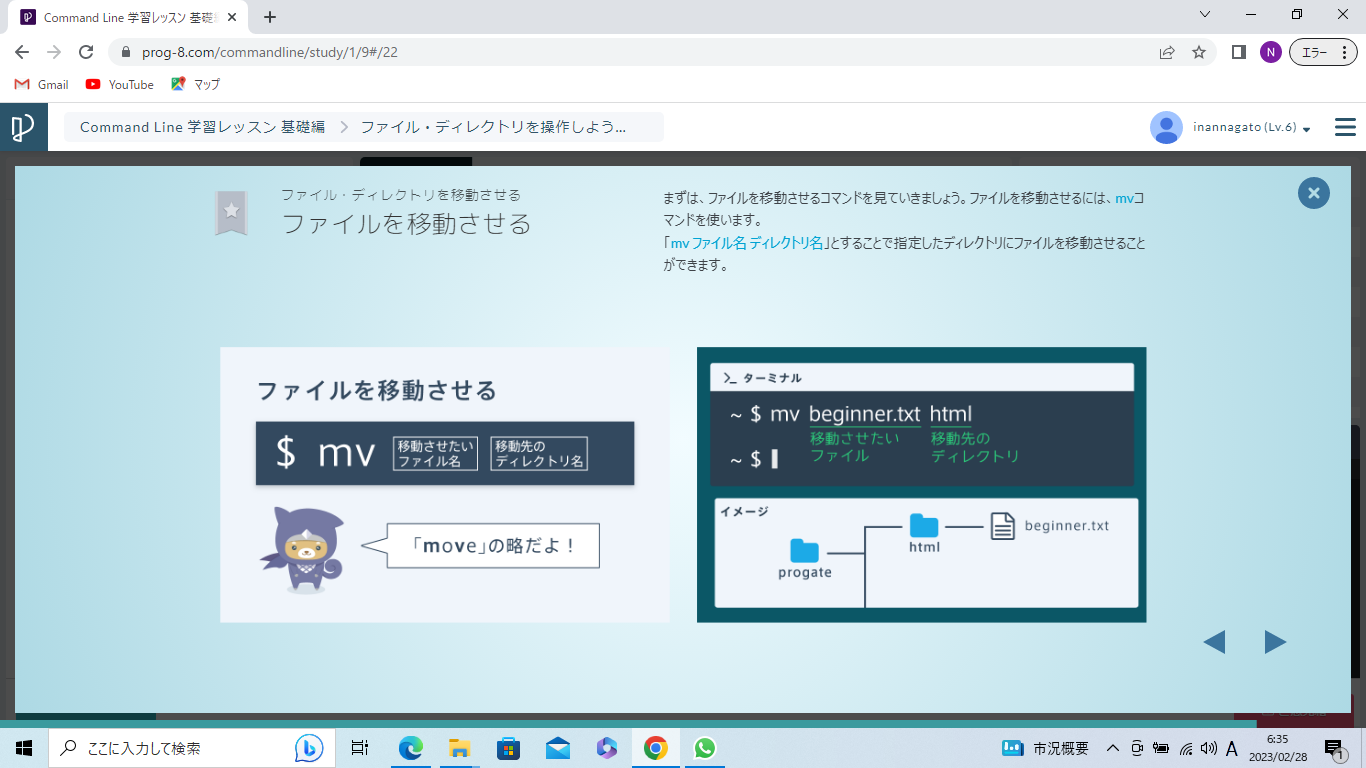 Command Line 学習レッスン 基礎
prog-8.com/commandline/study/1/9#/22
N
エラー
Gmail
YouTube
マップ
Command Line 学習レッスン 基礎編
ファイル・ディレクトリを操作しよう...
inannagato (Lv.6)
ファイル・ディレクトリを移動させる
ファイルを移動させる
まずは、ファイルを移動させるコマンドを見ていきましょう。ファイルを移動させるには、mvコ
マンドを使います。
「mv ファイル名 ディレクトリ名」とすることで指定したディレクトリにファイルを移動させること
ができます。
ファイルを移動させる
$ mv
移動させたい
ファイル名
移動先の
ディレクトリ名
「move」の略だよ！
ターミナル
~ $ mv beginner.txt html
移動させたい
ファイル
移動先の
ディレクトリ
~ $
イメージ
progate
html
beginner.txt
ここに入力して検索
市況概要
A
6:35
2023/02/28
1